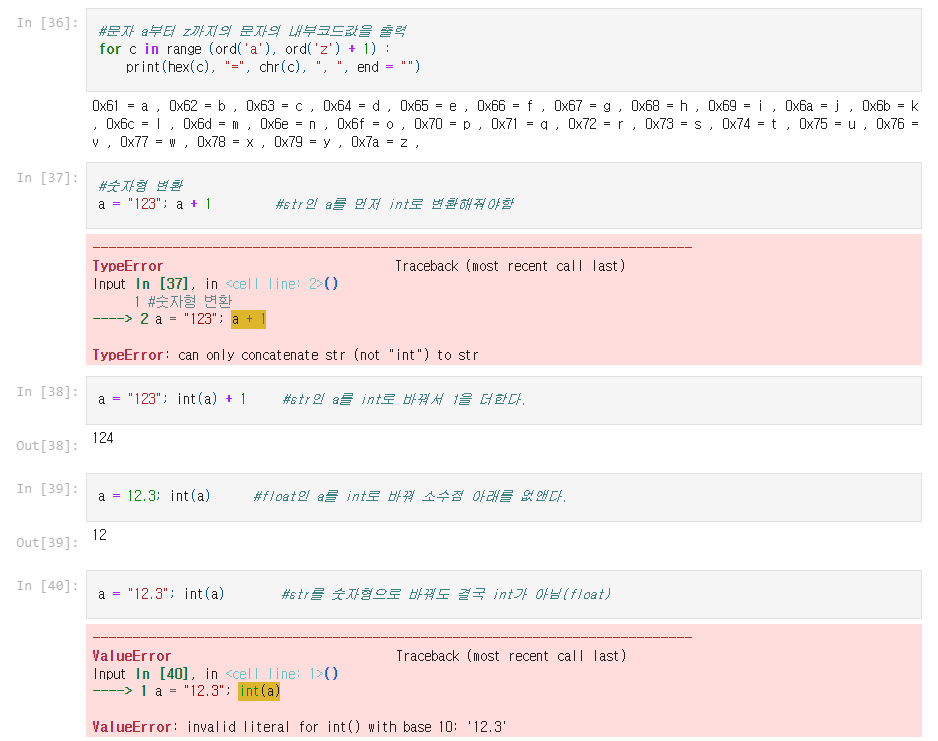 In [36]:
#문자 a부터 z까지의 문자의 내부코드값을 출력
for c in range (ord('a'), ord('z') + 1) :
    print(hex(c), "=", chr(c), ", ", end = "")
0x61 = a , 0x62 = b , 0x63 = c , 0x64 = d , 0x65 = e , 0x66 = f , 0x67 = g , 0x68 = h , 0x69 = i , 0x6a = j , 0x6b = k
, 0x6c = l , 0x6d = m , 0x6e = n , 0x6f = o , 0x70 = p , 0x71 = q , 0x72 = r , 0x73 = s , 0x74 = t , 0x75 = u , 0x76 =
v , 0x77 = w , 0x78 = x , 0x79 = y , 0x7a = z ,
In [37]:
#숫자형 변환
a = "123"; a + 1         #str인 a를 먼저 int로 변환해줘야함
---------------------------------------------------------------------------
TypeError                                 Traceback (most recent call last)
Input In [37], in <cell line: 2>()
      1 #숫자형 변환
----> 2 a = "123"; a + 1

TypeError: can only concatenate str (not "int") to str
In [38]:
a = "123"; int(a) + 1     #str인 a를 int로 바꿔서 1을 더한다.
Out[38]:
124
In [39]:
a = 12.3; int(a)      #float인 a를 int로 바꿔 소수점 아래를 없앤다.
Out[39]:
12
In [40]:
a = "12.3"; int(a)        #str를 숫자형으로 바꿔도 결국 int가 아님(float)
---------------------------------------------------------------------------
ValueError                                Traceback (most recent call last)
Input In [40], in <cell line: 1>()
----> 1 a = "12.3"; int(a)

ValueError: invalid literal for int() with base 10: '12.3'